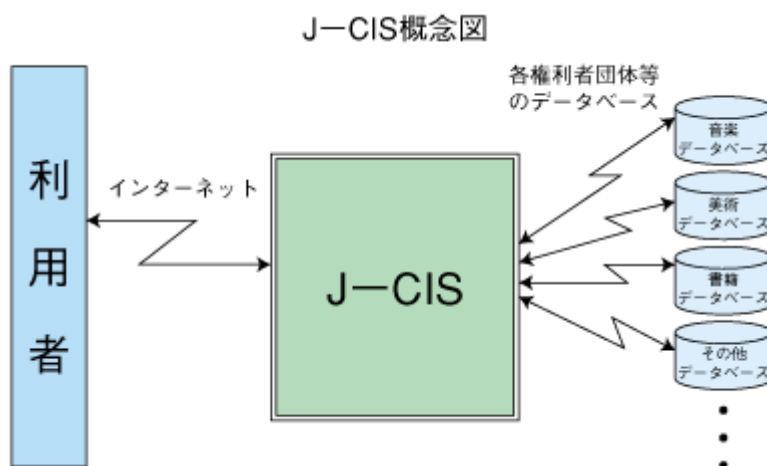 J－CIS概念図
利用者
インターネット
J－CIS
各権利者団体等
のデータベース
音楽
データベース
美術
データベース
書籍
データベース
その他
データベース